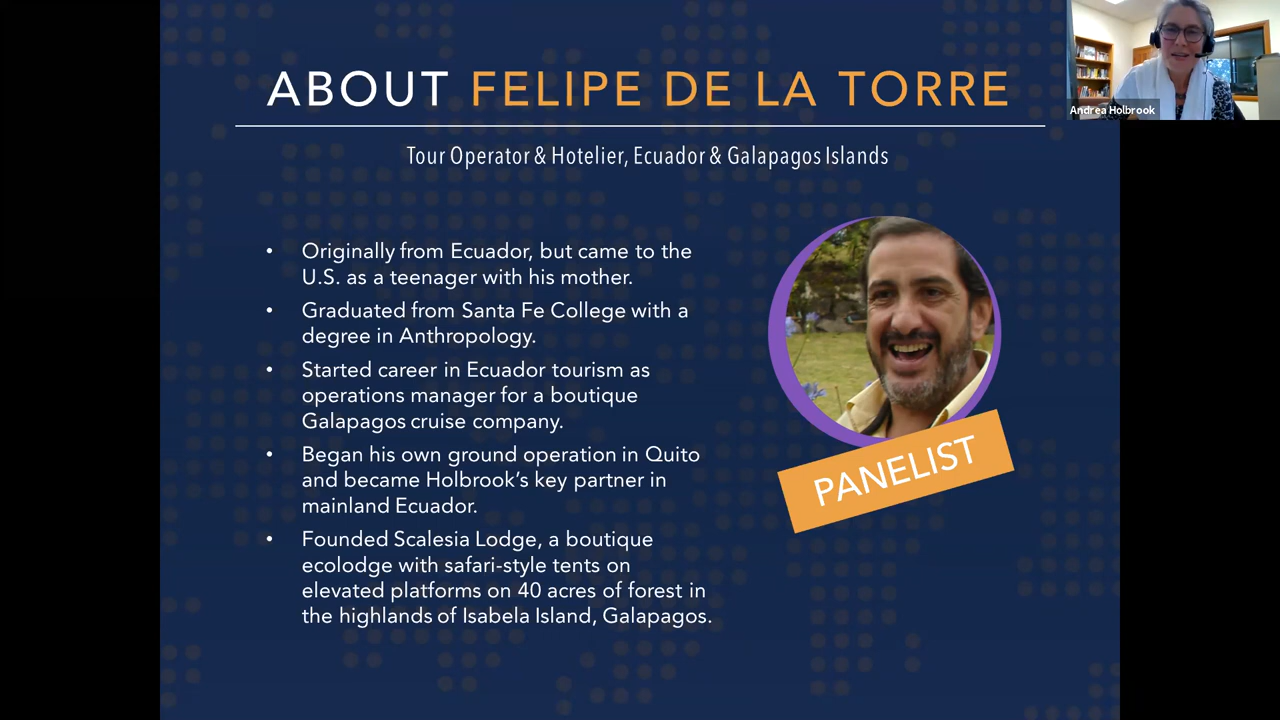 ABOUT FELIPE DE LA TORRE
Tour Operator & Hotelier, Ecuador & Galapagos Islands
• Originally from Ecuador, but came to the
U.S. as a teenager with his mother.
• Graduated from Santa Fe College with a
degree in Anthropology.
• Started career in Ecuador tourism as
operations manager for a boutique
Galapagos cruise company.
• Began his own ground operation in Quito
and became Holbrook’s key partner in
mainland Ecuador.
• Founded Scalesia Lodge, a boutique
ecolodge with safari-style tents on
elevated platforms on 40 acres of forest in
the highlands of Isabela Island, Galapagos.
PANELIST
Andrea Holbrook